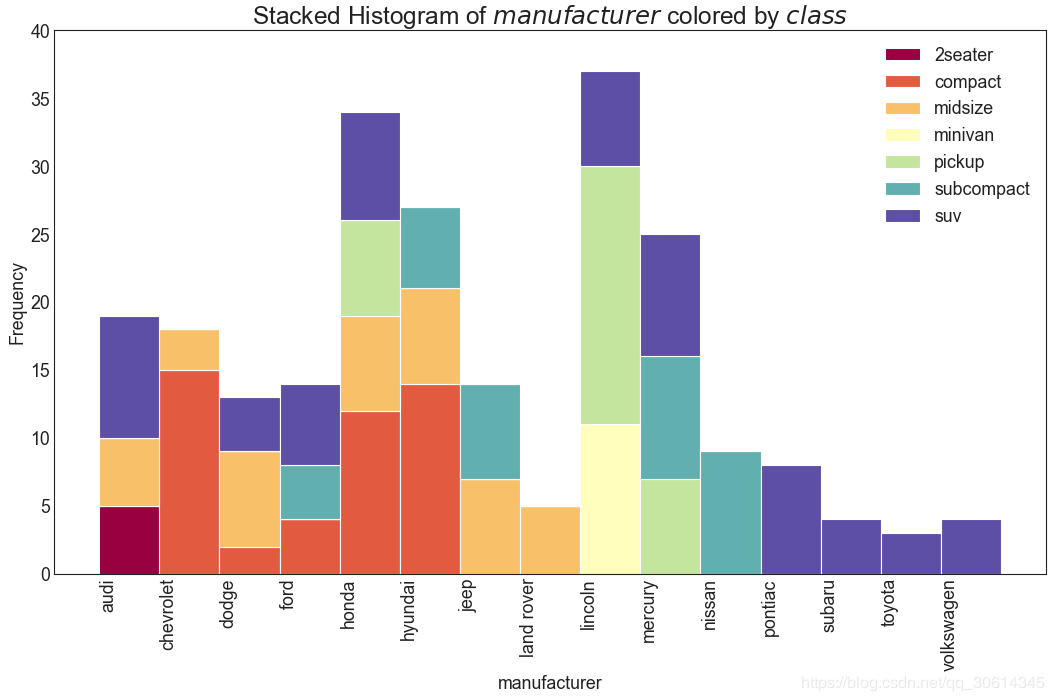 Stacked Histogram of manufacturer colored by class
40
35
30
25
20
15
10
5
0
Frequency
2seater
compact
midsize
minivan
pickup
subcompact
suv
audi
chevrolet
dodge
ford
honda
hyundai
jeep
land rover
lincoln
mercury
nissan
pontiac
subaru
toyota
volkswagen
manufacturer
https://blog.csdn.net/qq_30614345